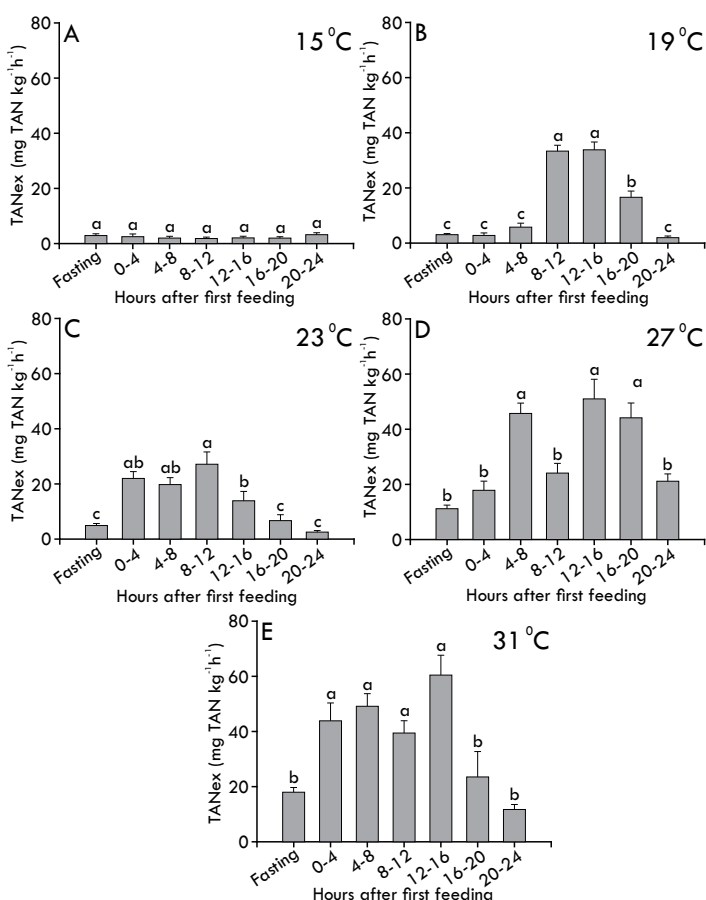 A
15 ⁰C
TANex (mg TAN kg⁻¹h⁻¹)
80
60
40
20
0
a a a a a a a
Fasting 0-4 4-8 8-12 12-16 16-20 20-24
Hours after first feeding
B
19 ⁰C
TANex (mg TAN kg⁻¹h⁻¹)
80
60
40
20
0
c c c a a b c
Fasting 0-4 4-8 8-12 12-16 16-20 20-24
Hours after first feeding
C
23 ⁰C
TANex (mg TAN kg⁻¹h⁻¹)
80
60
40
20
0
c ab ab a b c c
Fasting 0-4 4-8 8-12 12-16 16-20 20-24
Hours after first feeding
D
27 ⁰C
TANex (mg TAN kg⁻¹h⁻¹)
80
60
40
20
0
b b a b a a b
Fasting 0-4 4-8 8-12 12-16 16-20 20-24
Hours after first feeding
E
31 ⁰C
TANex (mg TAN kg⁻¹h⁻¹)
80
60
40
20
0
b a a a a b b
Fasting 0-4 4-8 8-12 12-16 16-20 20-24
Hours after first feeding